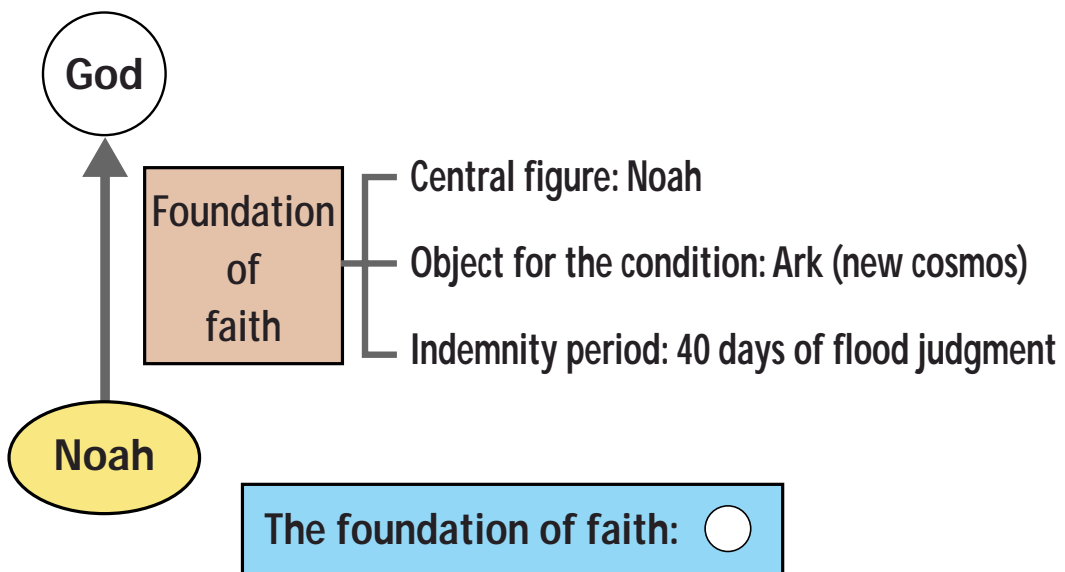 God
Foundation
of
faith
Central figure: Noah
Object for the condition: Ark (new cosmos)
Indemnity period: 40 days of flood judgment
Noah
The foundation of faith: